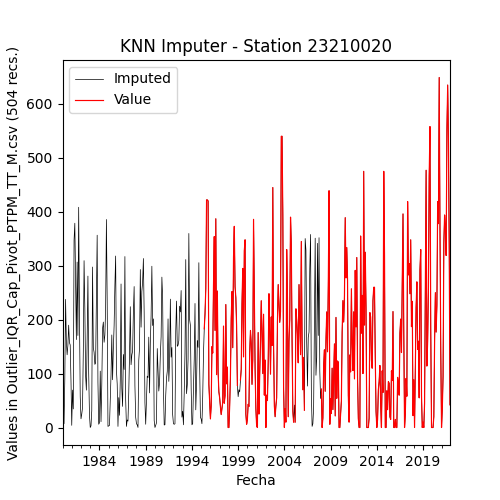 KNN Imputer - Station 23210020
Values in Outlier_IQR_Cap_Pivot_PTPM_TT_M.csv (504 recs.)
Imputed
Value
600
500
400
300
200
100
0
1984 1989 1994 1999 2004 2009 2014 2019
Fecha